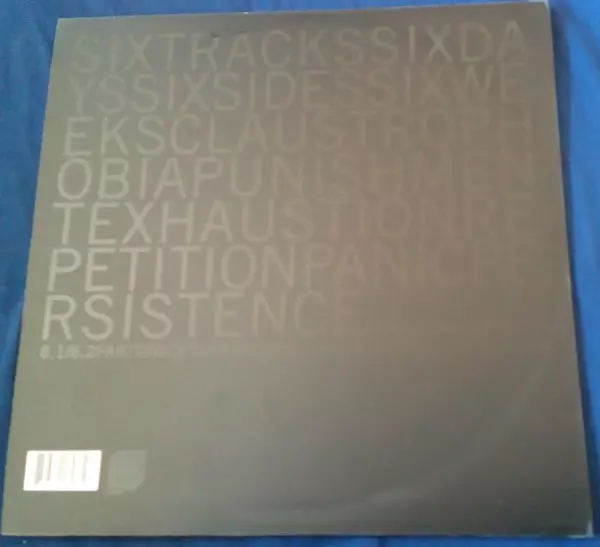 SIXTRACKSSIXDA
YSSIXSIDESSIXWE
EKSCLAUSTROPH
OBIAPUNISHMEN
TEXHAUSTIONRE
PETITIONPANICPE
RSISTENCE